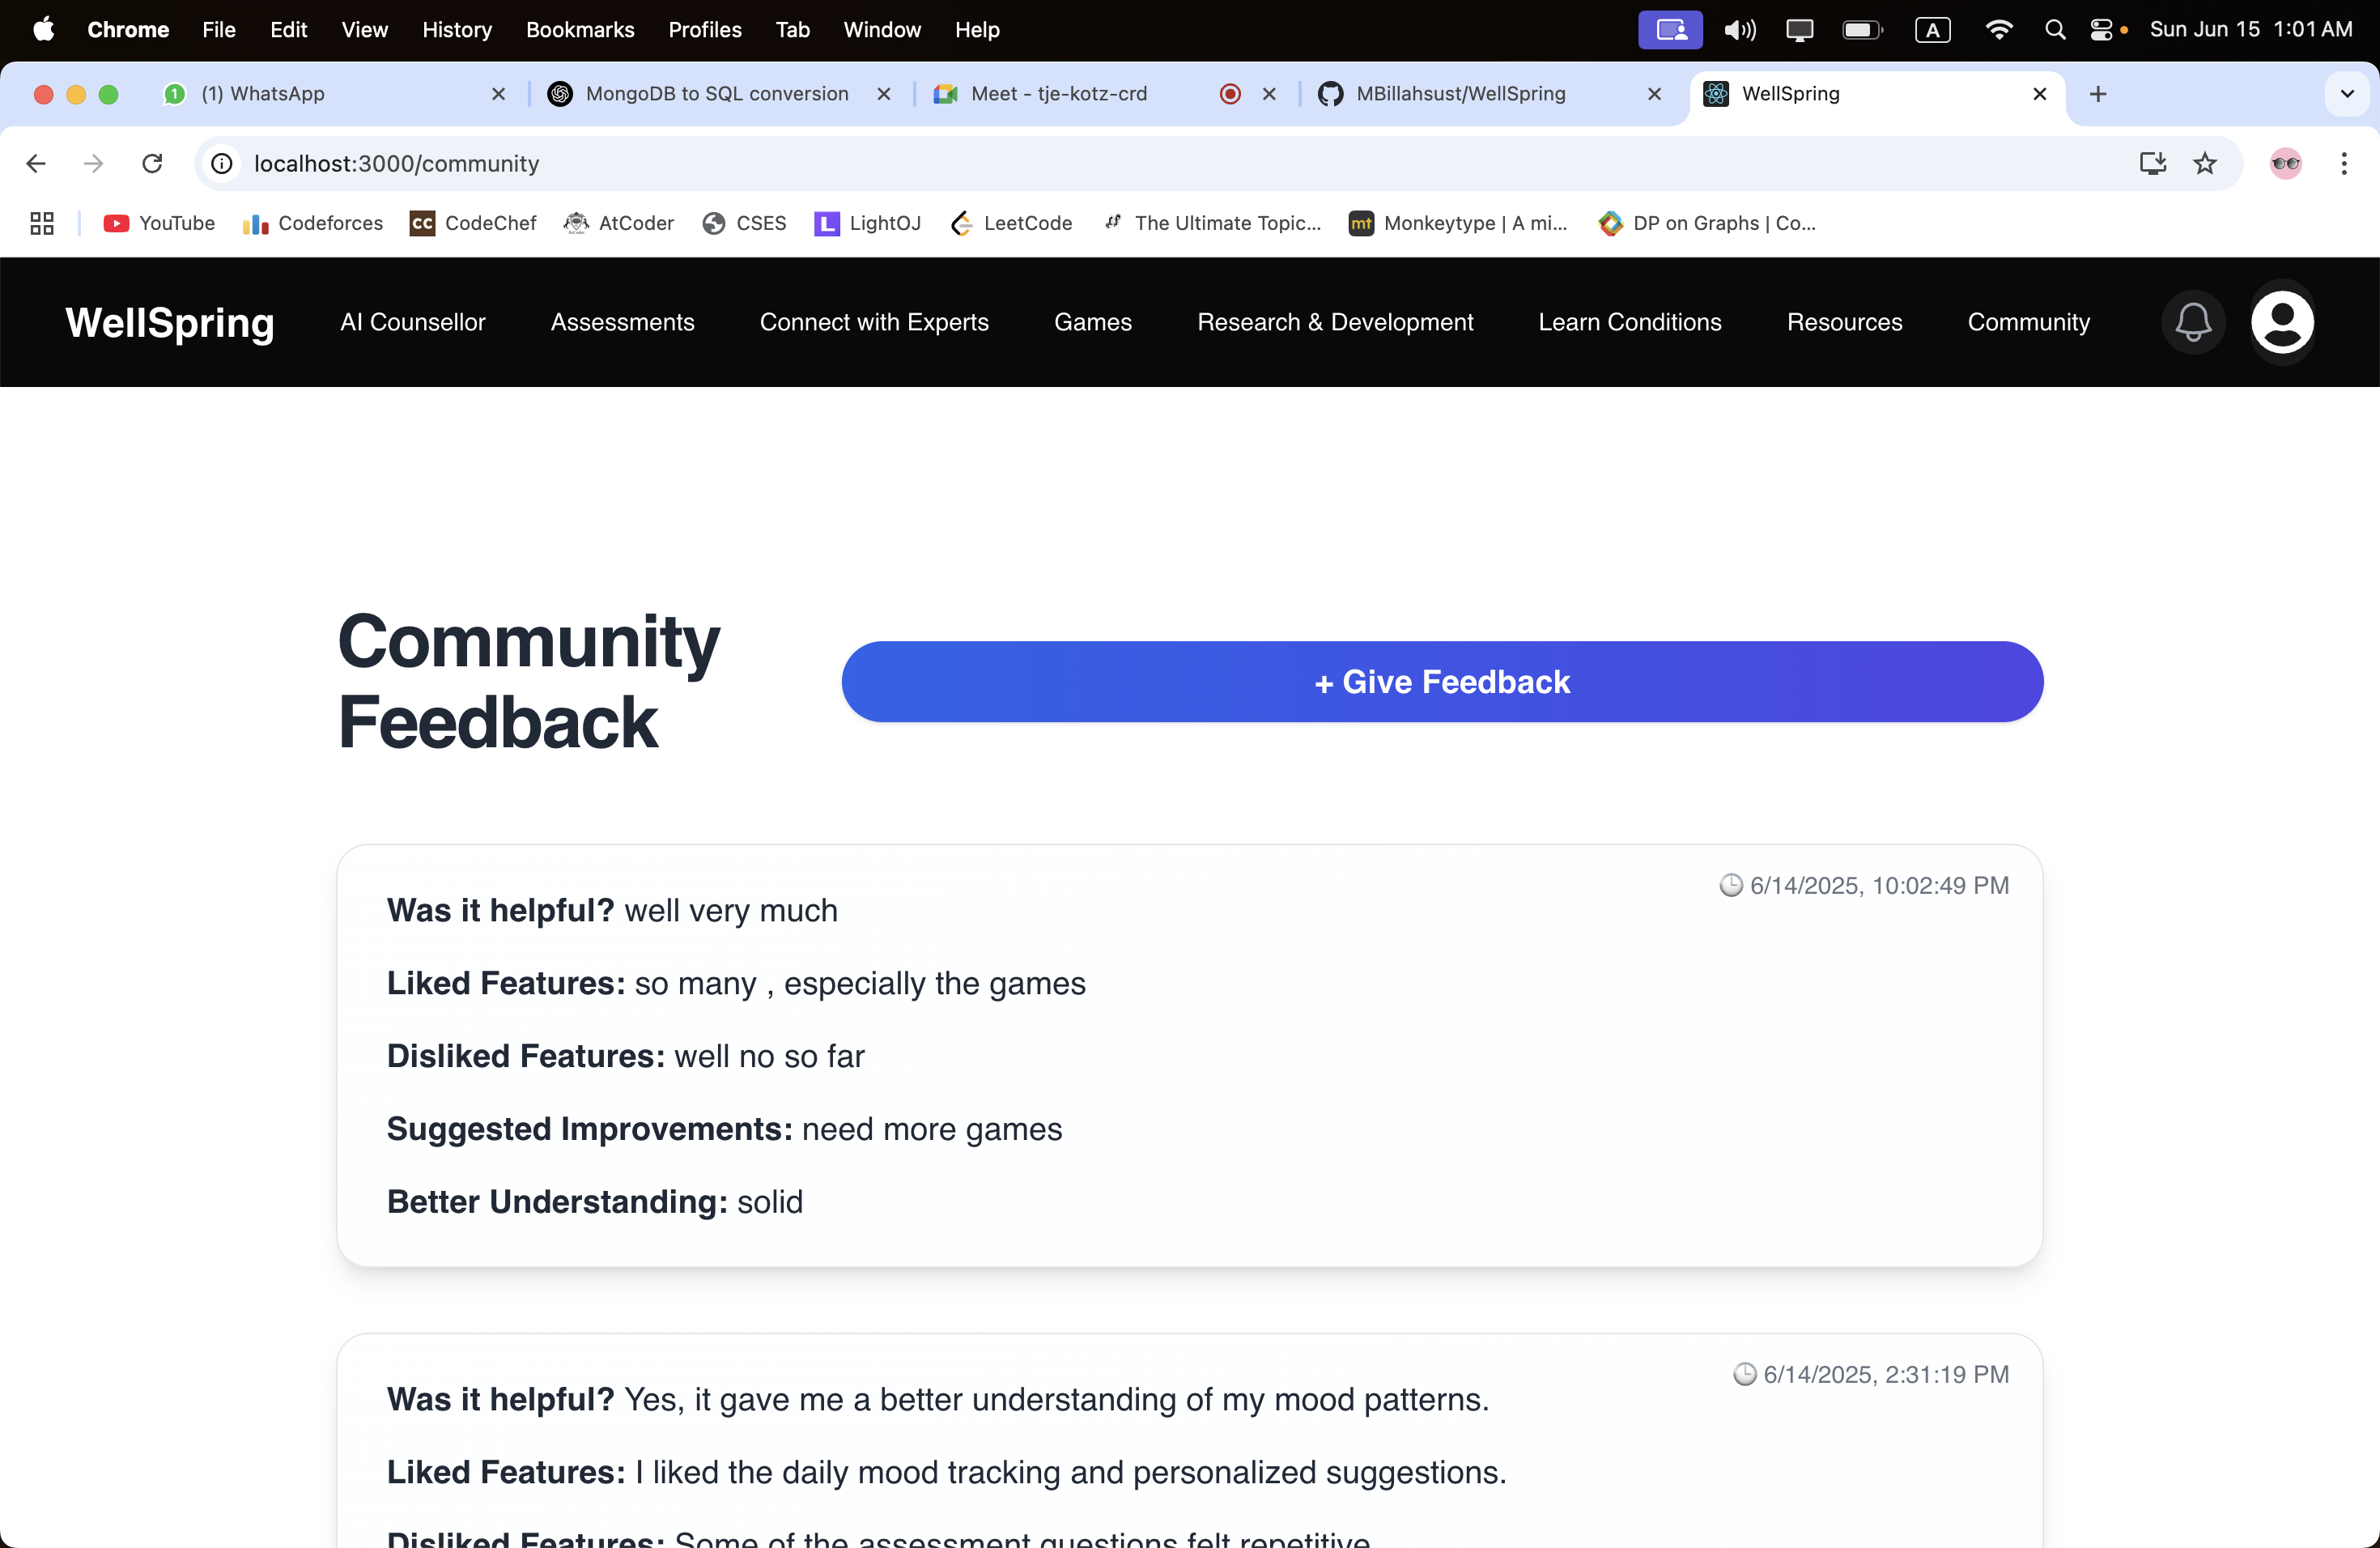 Chrome File Edit View History Bookmarks Profiles Tab Window Help A Sun Jun 15 1:01 AM
1 (1) WhatsApp MongoDB to SQL conversion Meet - tje-kotz-crd MBillahsust/WellSpring WellSpring
localhost:3000/community
YouTube Codeforces CC CodeChef AtCoder CSES L LightOJ LeetCode The Ultimate Topic... mt Monkeytype | A mi... DP on Graphs | Co...
WellSpring AI Counsellor Assessments Connect with Experts Games Research & Development Learn Conditions Resources Community
Community
Feedback
+ Give Feedback
6/14/2025, 10:02:49 PM
Was it helpful? well very much
Liked Features: so many , especially the games
Disliked Features: well no so far
Suggested Improvements: need more games
Better Understanding: solid
6/14/2025, 2:31:19 PM
Was it helpful? Yes, it gave me a better understanding of my mood patterns.
Liked Features: I liked the daily mood tracking and personalized suggestions.
Disliked Features: Some of the assessment questions felt repetitive